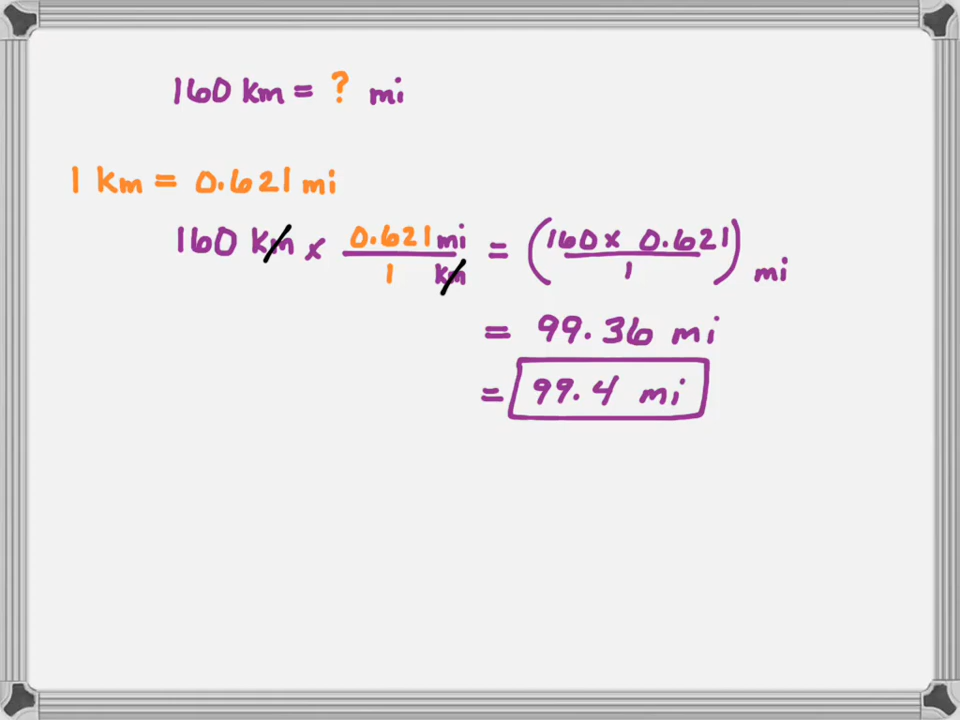 160 km = ? mi
1 km = 0.621 mi
160 km x 0.621 mi / 1 km = (160 x 0.621 / 1) mi
= 99.36 mi
= 99.4 mi